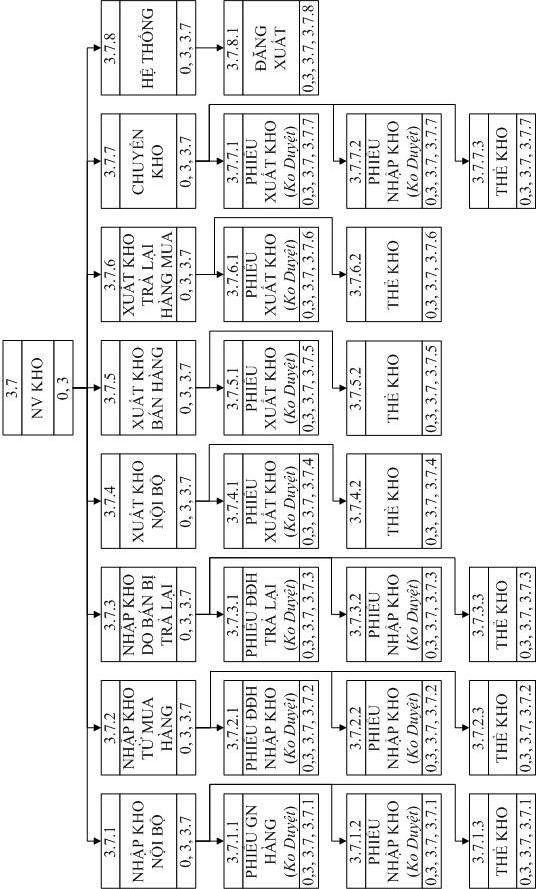 3.7
NV KHO
0, 3
3.7.1
NHẬP KHO
NỘI BỘ
0, 3, 3.7
3.7.2
NHẬP KHO
TỪ MUA
HÀNG
0, 3, 3.7
3.7.3
NHẬP KHO
DO BÁN BỊ
TRẢ LẠI
0, 3, 3.7
3.7.4
XUẤT KHO
NỘI BỘ
0, 3, 3.7
3.7.5
XUẤT KHO
BÁN HÀNG
0, 3, 3.7
3.7.6
XUẤT KHO
TRẢ LẠI
HÀNG MUA
0, 3, 3.7
3.7.7
CHUYỂN
KHO
0, 3, 3.7
3.7.8
HỆ THỐNG
0, 3, 3.7
3.7.1.1
PHIẾU GN
HÀNG
(Ko Duyệt)
0,3, 3.7, 3.7.1
3.7.2.1
PHIẾU ĐĐH
NHẬP KHO
(Ko Duyệt)
0,3, 3.7, 3.7.2
3.7.3.1
PHIẾU ĐĐH
TRẢ LẠI
(Ko Duyệt)
0,3, 3.7, 3.7.3
3.7.4.1
PHIẾU
XUẤT KHO
(Ko Duyệt)
0,3, 3.7, 3.7.4
3.7.5.1
PHIẾU
XUẤT KHO
(Ko Duyệt)
0,3, 3.7, 3.7.5
3.7.6.1
PHIẾU
XUẤT KHO
(Ko Duyệt)
0,3, 3.7, 3.7.6
3.7.7.1
PHIẾU
XUẤT KHO
(Ko Duyệt)
0,3, 3.7, 3.7.7
3.7.8.1
ĐĂNG
XUẤT
0,3, 3.7, 3.7.8
3.7.1.2
PHIẾU
NHẬP KHO
(Ko Duyệt)
0,3, 3.7, 3.7.1
3.7.2.2
PHIẾU
NHẬP KHO
(Ko Duyệt)
0,3, 3.7, 3.7.2
3.7.3.2
PHIẾU
NHẬP KHO
(Ko Duyệt)
0,3, 3.7, 3.7.3
3.7.4.2
THẺ KHO
0,3, 3.7, 3.7.4
3.7.5.2
THẺ KHO
0,3, 3.7, 3.7.5
3.7.6.2
THẺ KHO
0,3, 3.7, 3.7.6
3.7.7.2
PHIẾU
NHẬP KHO
(Ko Duyệt)
0,3, 3.7, 3.7.7
3.7.1.3
THẺ KHO
0,3, 3.7, 3.7.1
3.7.2.3
THẺ KHO
0,3, 3.7, 3.7.2
3.7.3.3
THẺ KHO
0,3, 3.7, 3.7.3
3.7.7.3
THẺ KHO
0,3, 3.7, 3.7.7